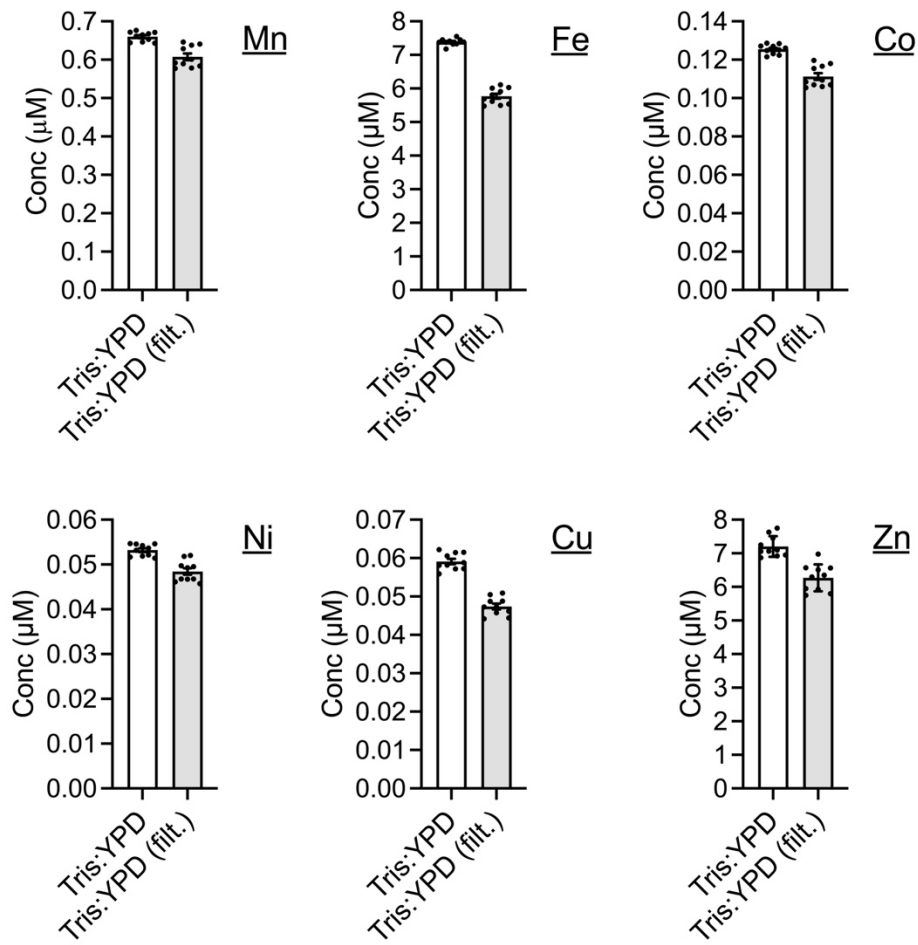 Mn
Conc (μM)
0.7
0.6
0.5
0.4
0.3
0.2
0.1
0.0
Tris:YPD
Tris:YPD (filt.)
Fe
Conc (µM)
8
7
6
5
4
3
2
1
0
Tris:YPD
Tris:YPD (filt.)
Co
Conc (µM)
0.14
0.12
0.10
0.08
0.06
0.04
0.02
0.00
Tris:YPD
Tris:YPD (filt.)
Ni
Conc (µM)
0.06
0.05
0.04
0.03
0.02
0.01
0.00
Tris:YPD
Tris:YPD (filt.)
Cu
Conc (µM)
0.07
0.06
0.05
0.04
0.03
0.02
0.01
0.00
Tris:YPD
Tris:YPD (filt.)
Zn
Conc (µM)
8
7
6
5
4
3
2
1
0
Tris:YPD
Tris:YPD (filt.)